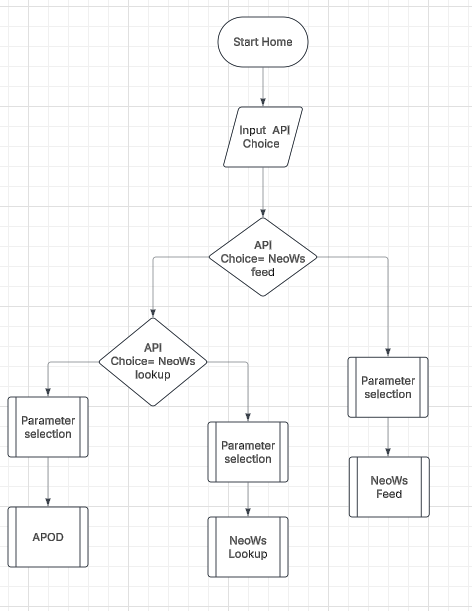 Start Home
Input API
Choice
API
Choice= NeoWs
feed
API
Choice= NeoWs
lookup
Parameter
selection
Parameter
selection
Parameter
selection
NeoWs
Feed
APOD
NeoWs
Lookup